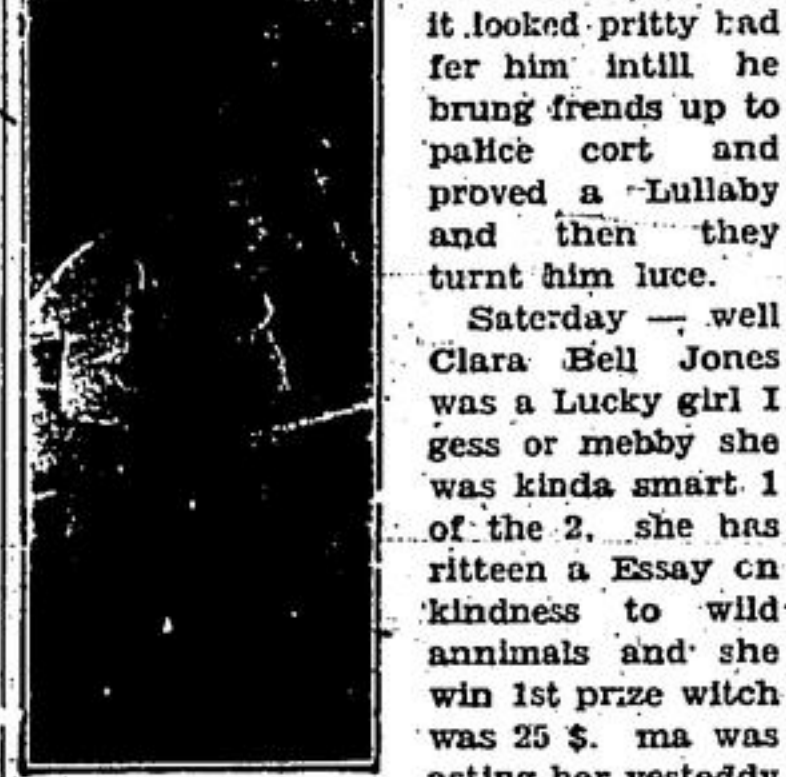 it looked pritty bad
fer him intill he
brung frends up to
palice cort and
proved a Lullaby
and then they
turnt him luce.
Saterday — well
Clara Bell Jones
was a Lucky girl I
gess or mebby she
was kinda smart 1
of the 2. she has
ritteen a Essay on
kindness to wild
annimals and she
win 1st prize witch
was 25 $. ma was
her yesteddy